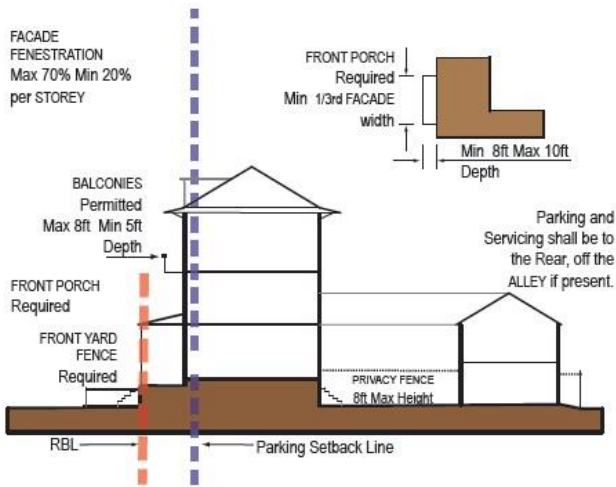 FACADE
FENESTRATION
Max 70% Min 20%
per STOREY
FRONT PORCH
Required
Min 1/3rd FACADE
width
Min 8ft Max 10ft
Depth
BALCONIES
Permitted
Max 8ft Min 5ft
Depth
Parking and
Servicing shall be to
the Rear, off the
ALLEY if present.
FRONT PORCH
Required
FRONT YARD
FENCE
Required
PRIVACY FENCE
8ft Max Height
RBL
Parking Setback Line